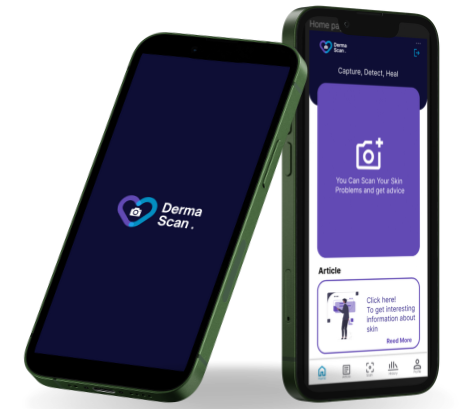 Derma
Scan .
Home pa
Derma
Scan .
Capture, Detect, Heal
You Can Scan Your Skin
Problems and get advice
Article
Click here!
To get interesting
information about
skin
Read More